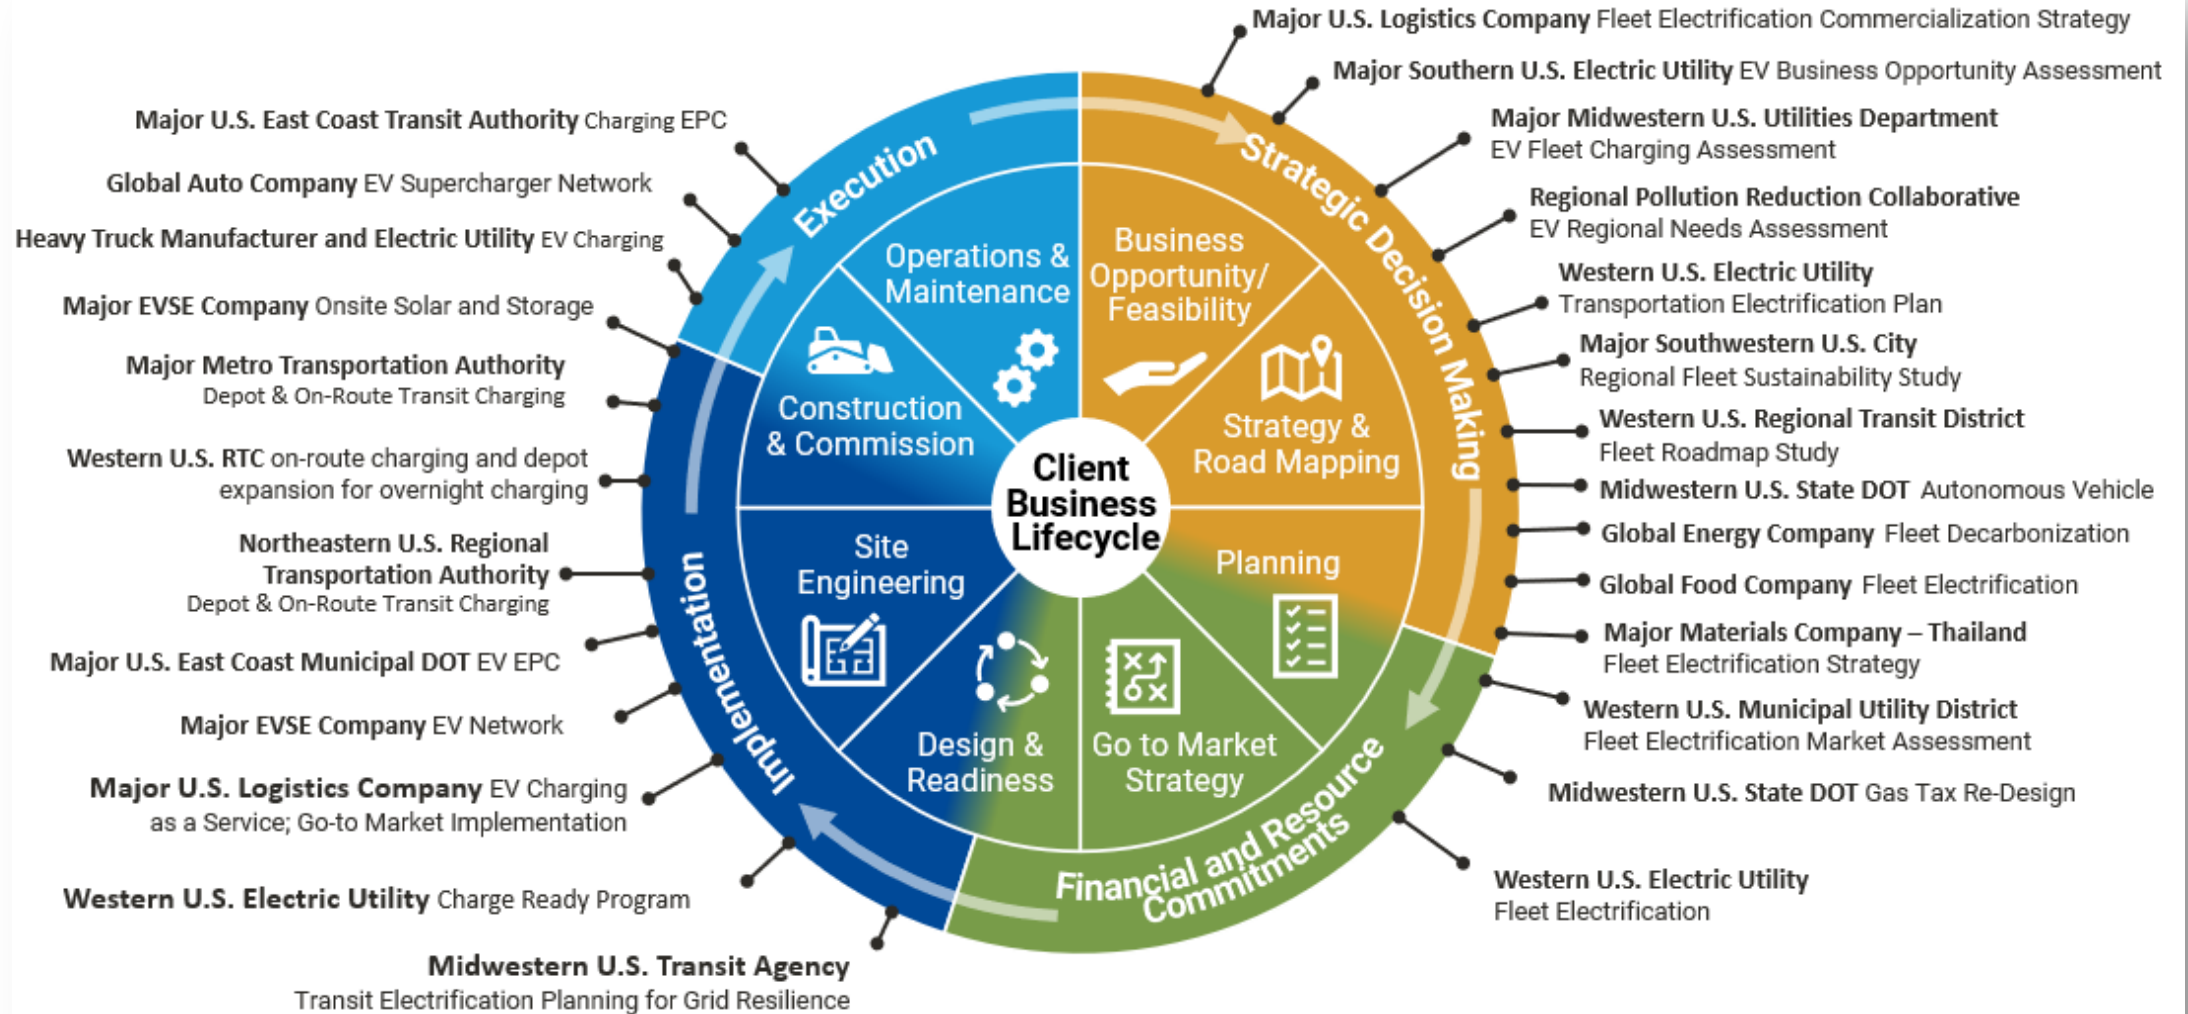 Major U.S. Logistics Company Fleet Electrification Commercialization Strategy
Major Southern U.S. Electric Utility EV Business Opportunity Assessment
Major Midwestern U.S. Utilities Department
EV Fleet Charging Assessment
Regional Pollution Reduction Collaborative
EV Regional Needs Assessment
Western U.S. Electric Utility
Transportation Electrification Plan
Major Southwestern U.S. City
Regional Fleet Sustainability Study
Western U.S. Regional Transit District
Fleet Roadmap Study
Midwestern U.S. State DOT Autonomous Vehicle
Global Energy Company Fleet Decarbonization
Global Food Company Fleet Electrification
Major Materials Company – Thailand
Fleet Electrification Strategy
Western U.S. Municipal Utility District
Fleet Electrification Market Assessment
Midwestern U.S. State DOT Gas Tax Re-Design
Western U.S. Electric Utility
Fleet Electrification
Midwestern U.S. Transit Agency
Transit Electrification Planning for Grid Resilience
Western U.S. Electric Utility Charge Ready Program
Major U.S. Logistics Company EV Charging
as a Service; Go-to Market Implementation
Major EVSE Company EV Network
Major U.S. East Coast Municipal DOT EV EPC
Northeastern U.S. Regional
Transportation Authority
Depot & On-Route Transit Charging
Western U.S. RTC on-route charging and depot
expansion for overnight charging
Major Metro Transportation Authority
Depot & On-Route Transit Charging
Major EVSE Company Onsite Solar and Storage
Heavy Truck Manufacturer and Electric Utility EV Charging
Global Auto Company EV Supercharger Network
Major U.S. East Coast Transit Authority Charging EPC
Strategic Decision Making
Financial and Resource
Commitments
Implementation
Execution
Business
Opportunity/
Feasibility
Strategy &
Road Mapping
Planning
Go to Market
Strategy
Design &
Readiness
Site
Engineering
Construction
& Commission
Operations &
Maintenance
Client
Business
Lifecycle